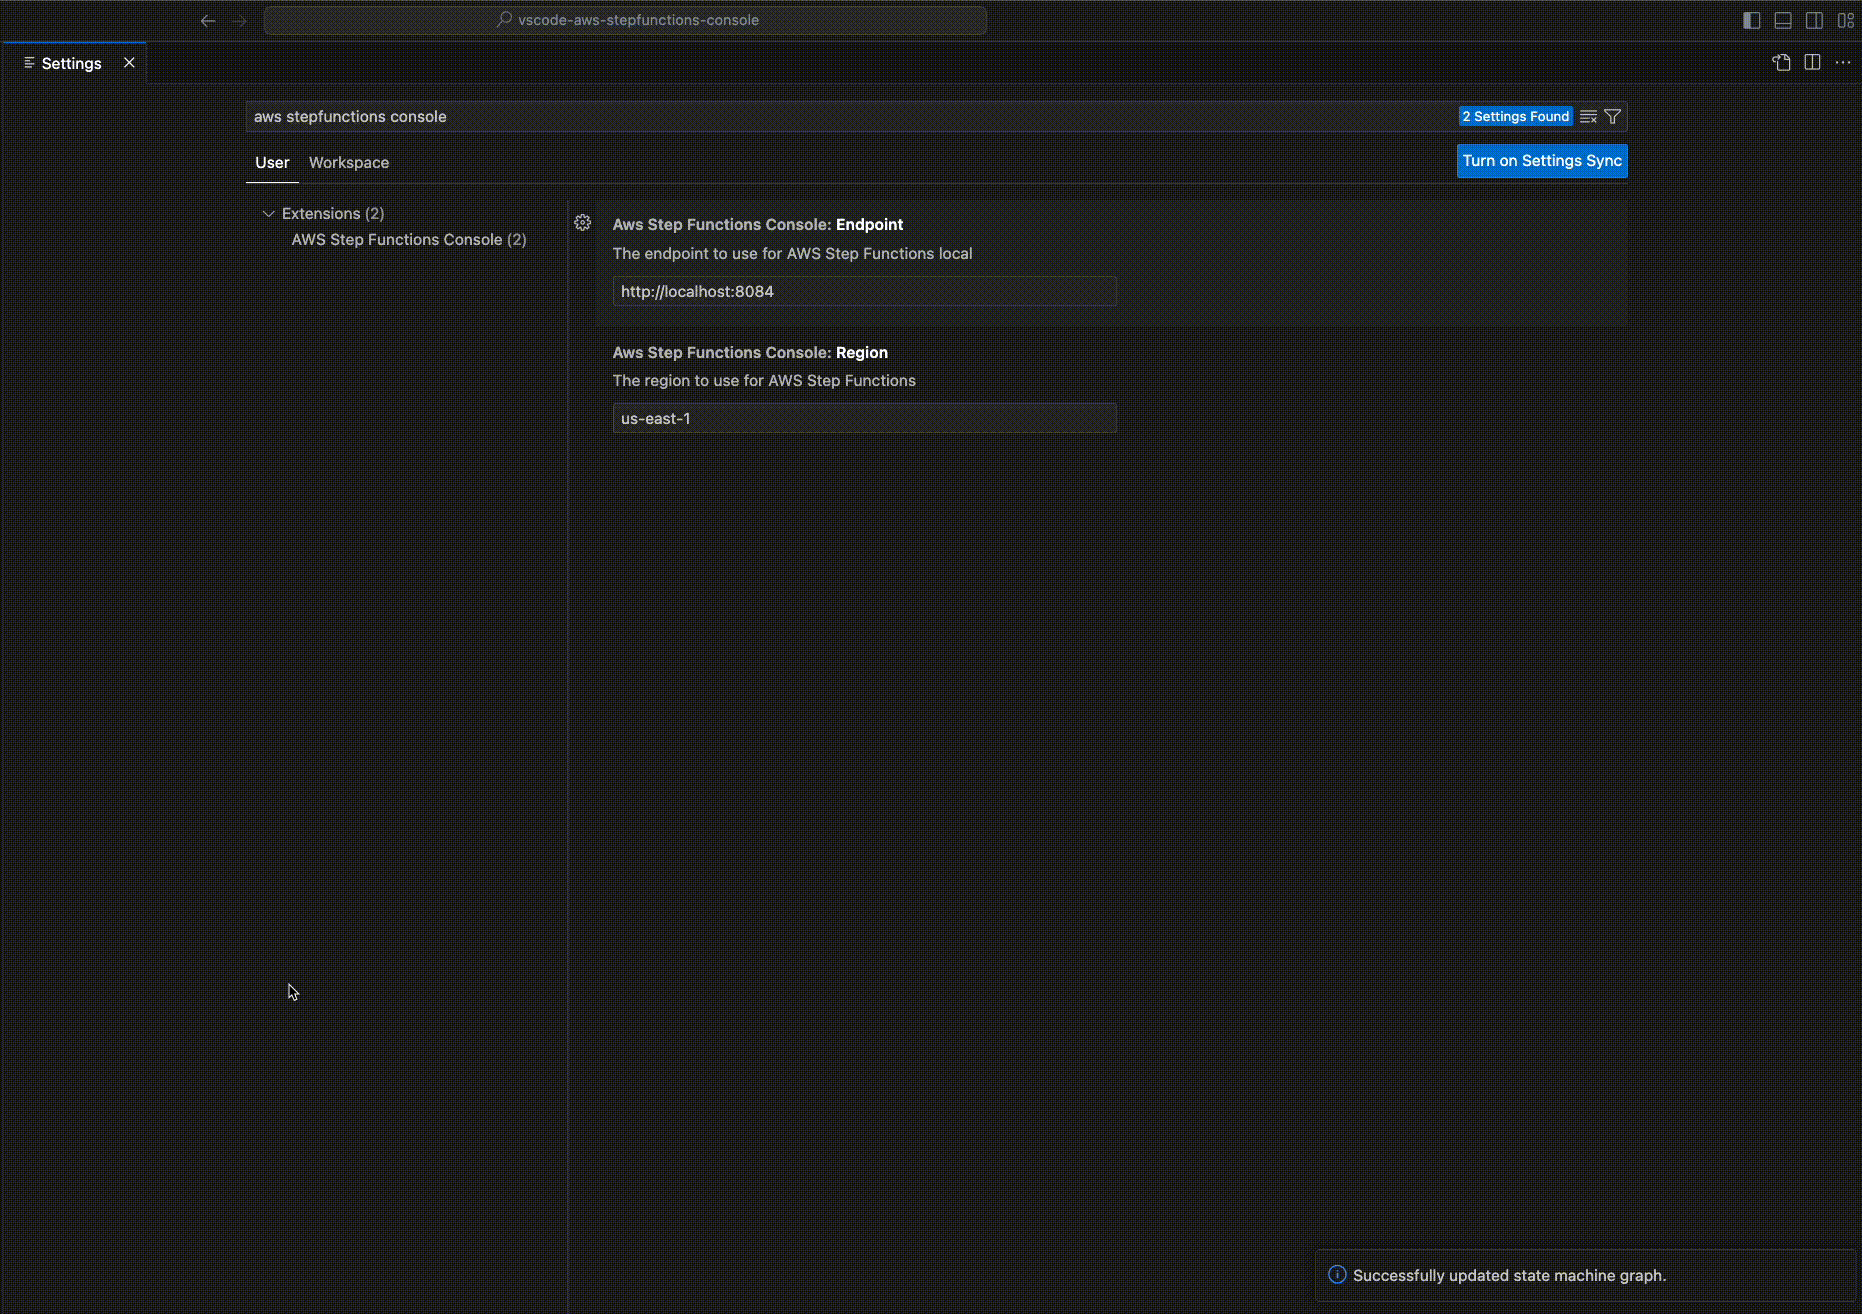 vscode-aws-stepfunctions-console
Settings
aws stepfunctions console
2 Settings Found
User
Workspace
Turn on Settings Sync
Extensions (2)
AWS Step Functions Console (2)
Aws Step Functions Console: Endpoint
The endpoint to use for AWS Step Functions local
http://localhost:8084
Aws Step Functions Console: Region
The region to use for AWS Step Functions
us-east-1
Successfully updated state machine graph.